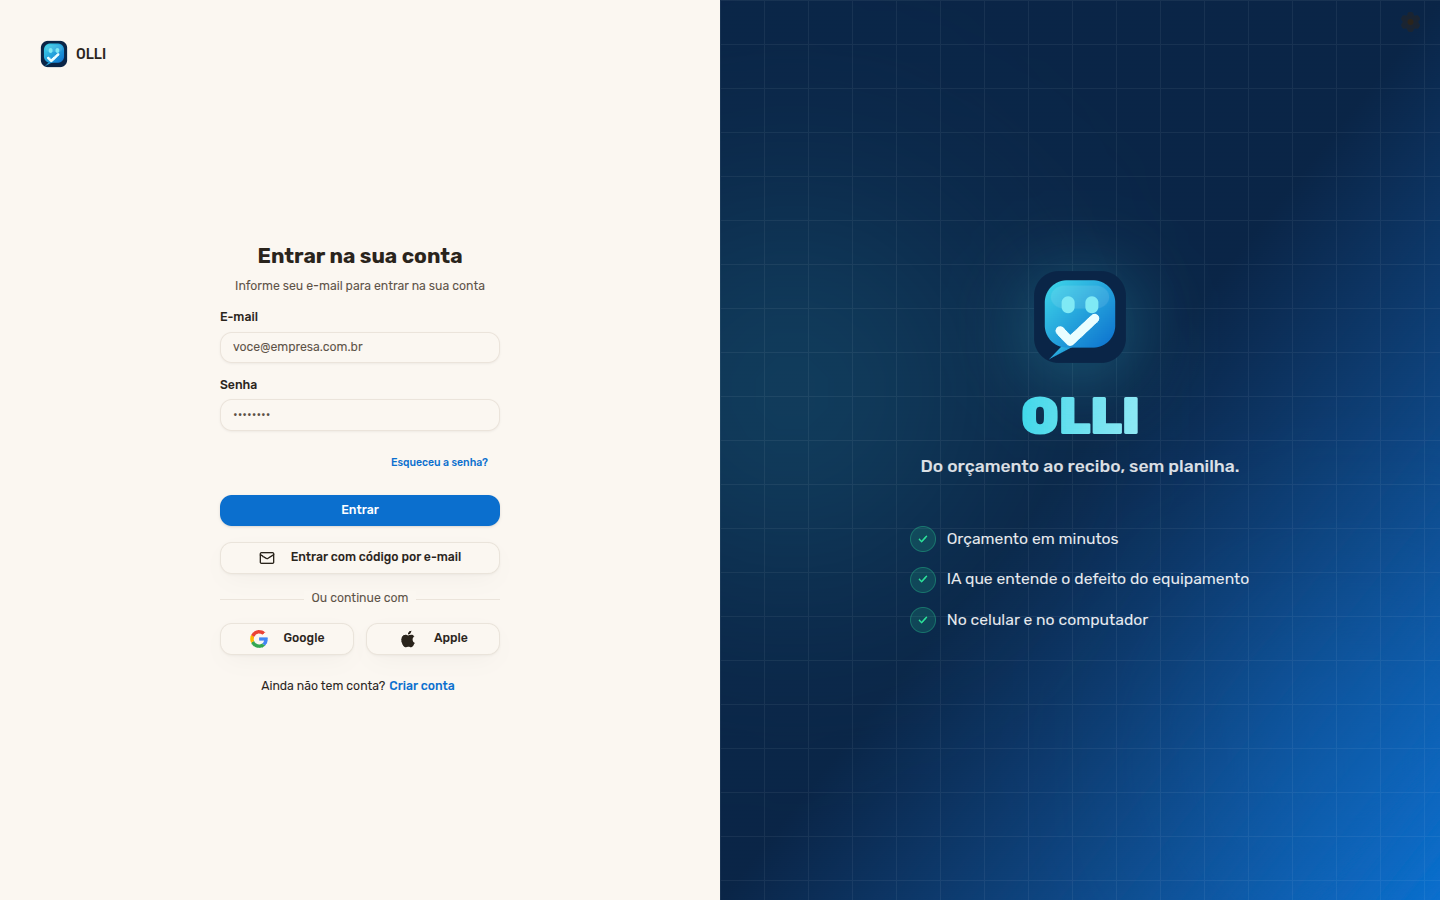 OLLI
Entrar na sua conta
Informe seu e-mail para entrar na sua conta
E-mail
voce@empresa.com.br
Senha
••••••••
Esqueceu a senha?
Entrar
Entrar com código por e-mail
Ou continue com
Google
Apple
Ainda não tem conta? Criar conta
OLLI
Do orçamento ao recibo, sem planilha.
Orçamento em minutos
IA que entende o defeito do equipamento
No celular e no computador